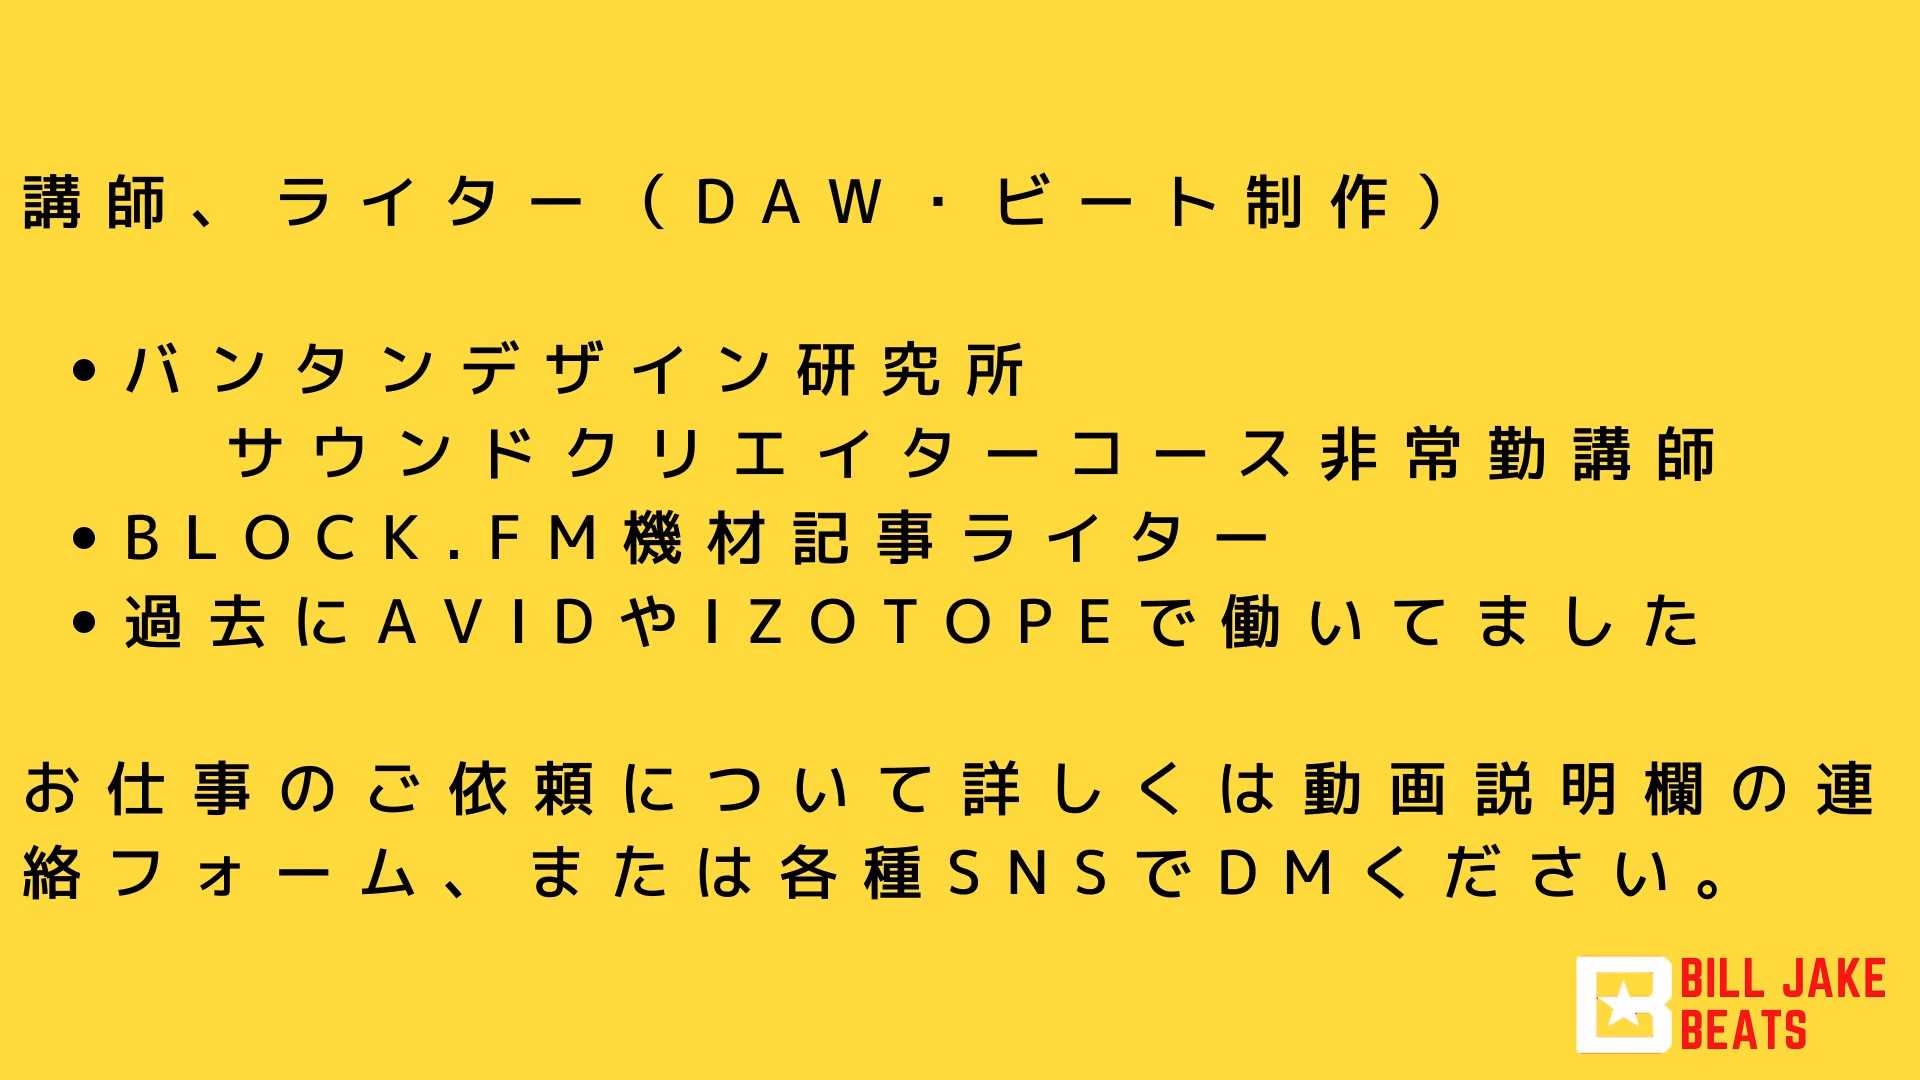 講師、ライター（DAW・ビート制作）
• バンタンデザイン研究所
サウンドクリエイターコース非常勤講師
• BLOCK.FM機材記事ライター
• 過去にAVIDやIZOTOPEで働いてました
お仕事のご依頼について詳しくは動画説明欄の連
絡フォーム、または各種SNSでDMください。
B BILL JAKE
BEATS